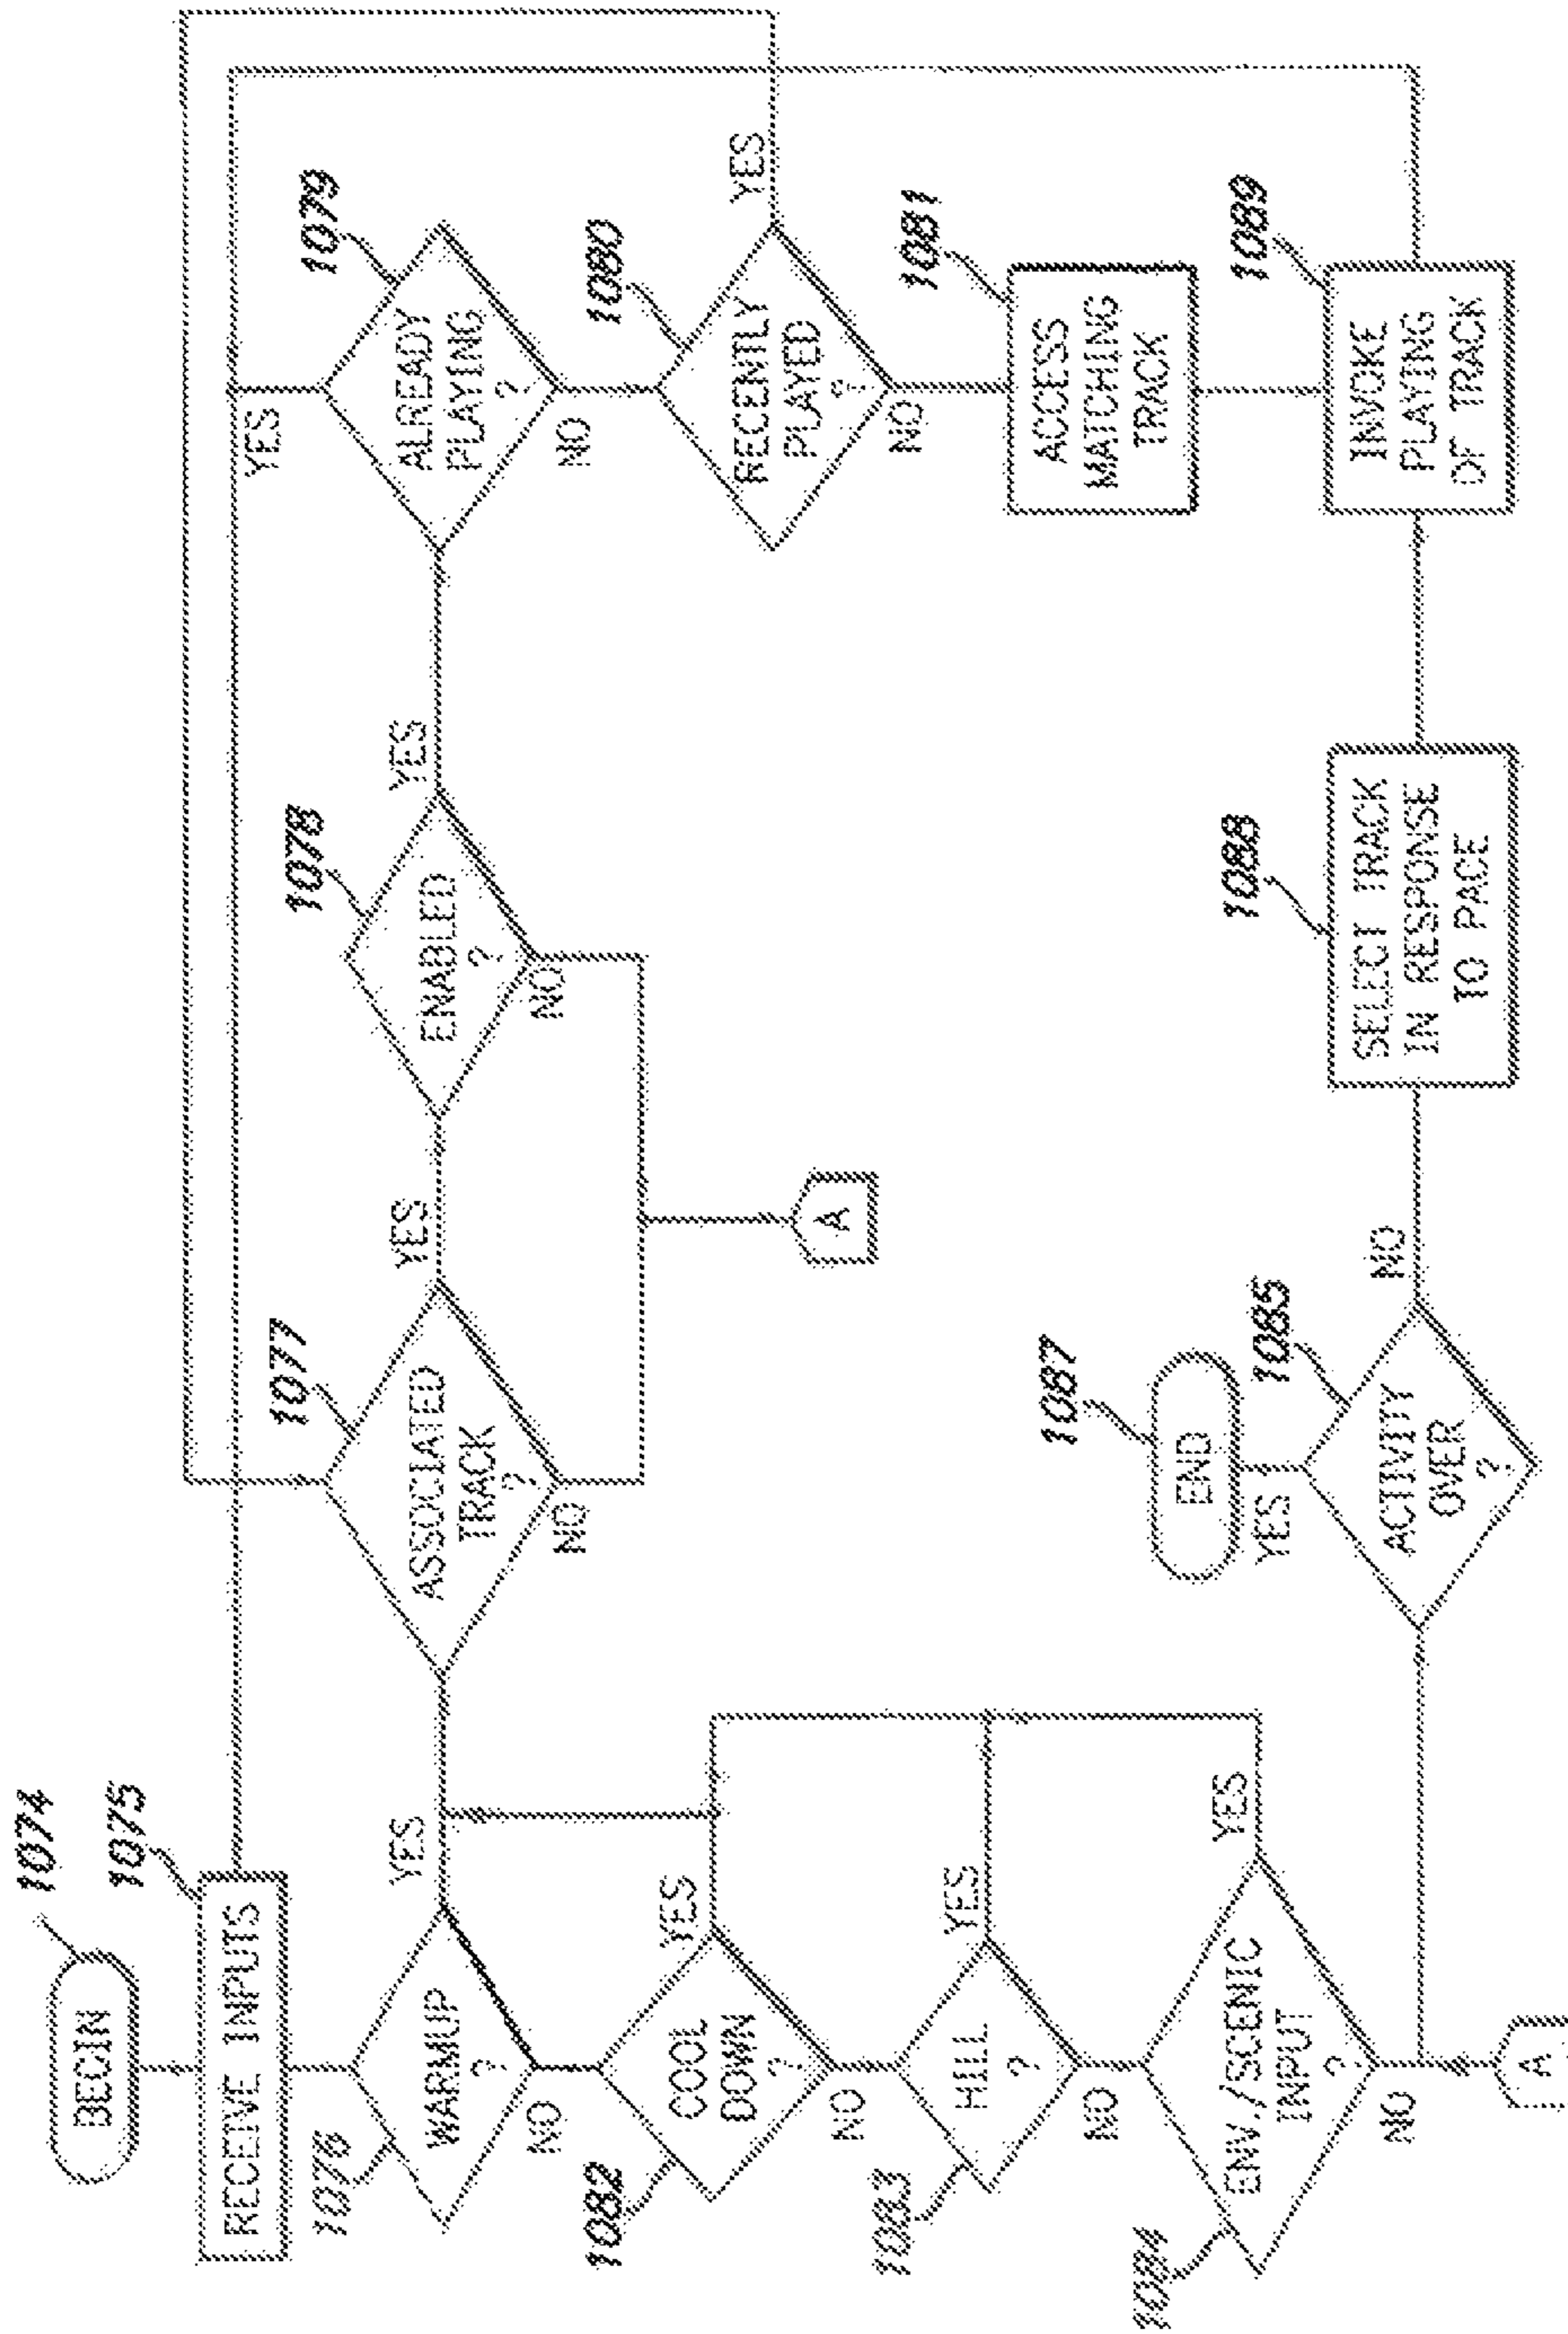 BEGIN
1074
RECEIVE INPUTS
1075
WARMUP
?
1076
YES
NO
ASSOCIATED
TRACK
?
1077
YES
NO
ENABLED
?
1078
YES
NO
ALREADY
PLAYING
?
1079
YES
NO
RECENTLY
PLAYED
?
1080
YES
NO
ACCESS
MATCHING
TRACK
1081
COOL
DOWN
?
1082
YES
NO
HILL
?
1083
YES
NO
ENV./SCENIC
INPUT
?
1084
YES
NO
A
A
END
1087
YES
ACTIVITY
OVER
?
1085
NO
SELECT TRACK
IN RESPONSE
TO PACE
1088
INVOKE
PLAYING
OF TRACK
1089